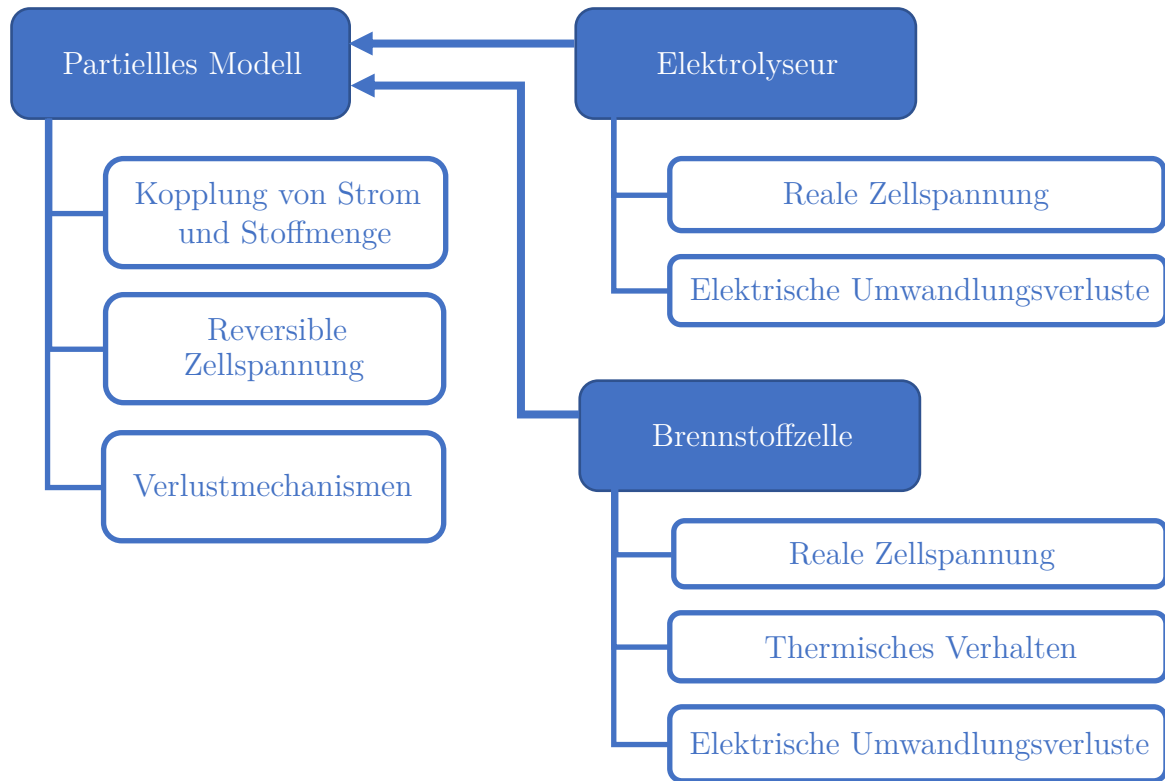 Partiellles Modell
Elektrolyseur
Kopplung von Strom
und Stoffmenge
Reale Zellspannung
Elektrische Umwandlungsverluste
Reversible
Zellspannung
Brennstoffzelle
Verlustmechanismen
Reale Zellspannung
Thermisches Verhalten
Elektrische Umwandlungsverluste